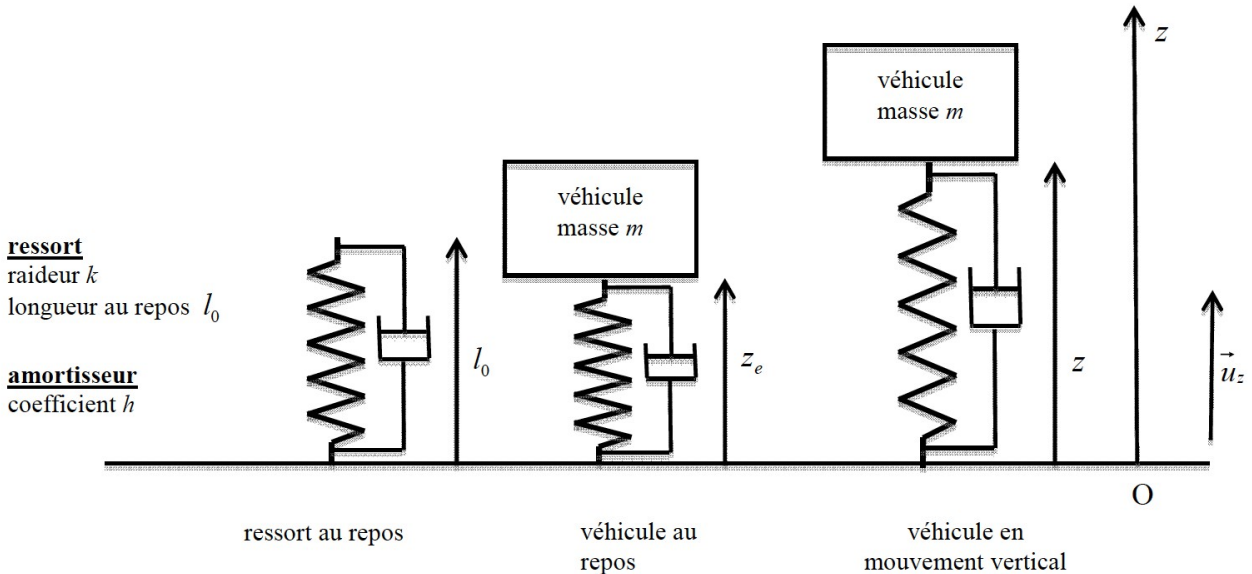 ressort
raideur k
longueur au repos l₀
amortisseur
coefficient h
l₀
véhicule
masse m
zₑ
véhicule
masse m
z
z
u⃗z
O
ressort au repos
véhicule au
repos
véhicule en
mouvement vertical